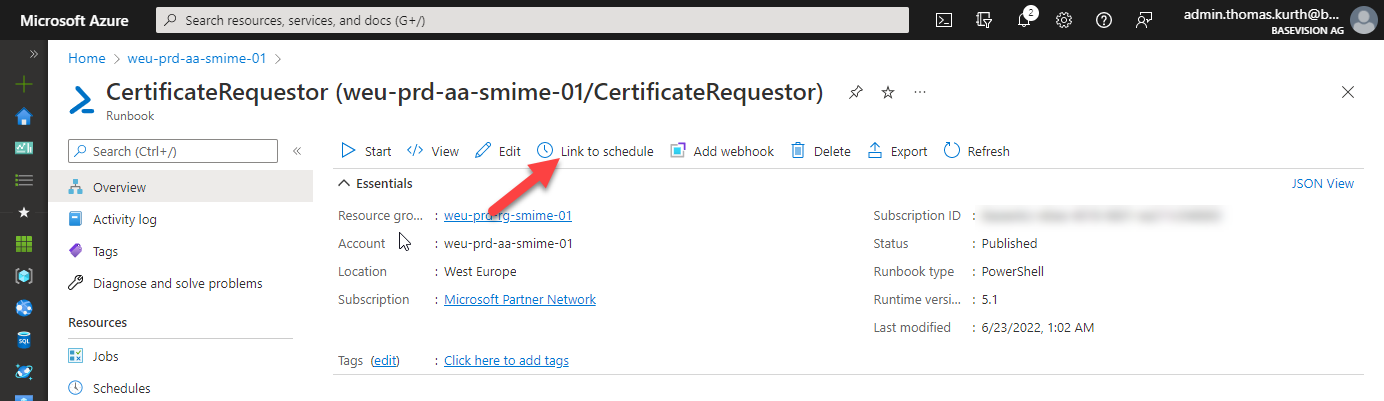 Microsoft Azure
Search resources, services, and docs (G+/)
2
admin.thomas.kurth@b...
BASEVISION AG
»
Home > weu-prd-aa-smime-01 >
CertificateRequestor (weu-prd-aa-smime-01/CertificateRequestor) ...
Runbook
Search (Ctrl+/) «
Start View Edit Link to schedule Add webhook Delete Export Refresh
Overview
Activity log
Tags
Diagnose and solve problems
Resources
Jobs
Schedules
Essentials
JSON View
Resource gro... : weu-prd-rg-smime-01
Account : weu-prd-aa-smime-01
Location : West Europe
Subscription : Microsoft Partner Network
Subscription ID :
Status : Published
Runbook type : PowerShell
Runtime versi... : 5.1
Last modified : 6/23/2022, 1:02 AM
Tags (edit) : Click here to add tags
SQL